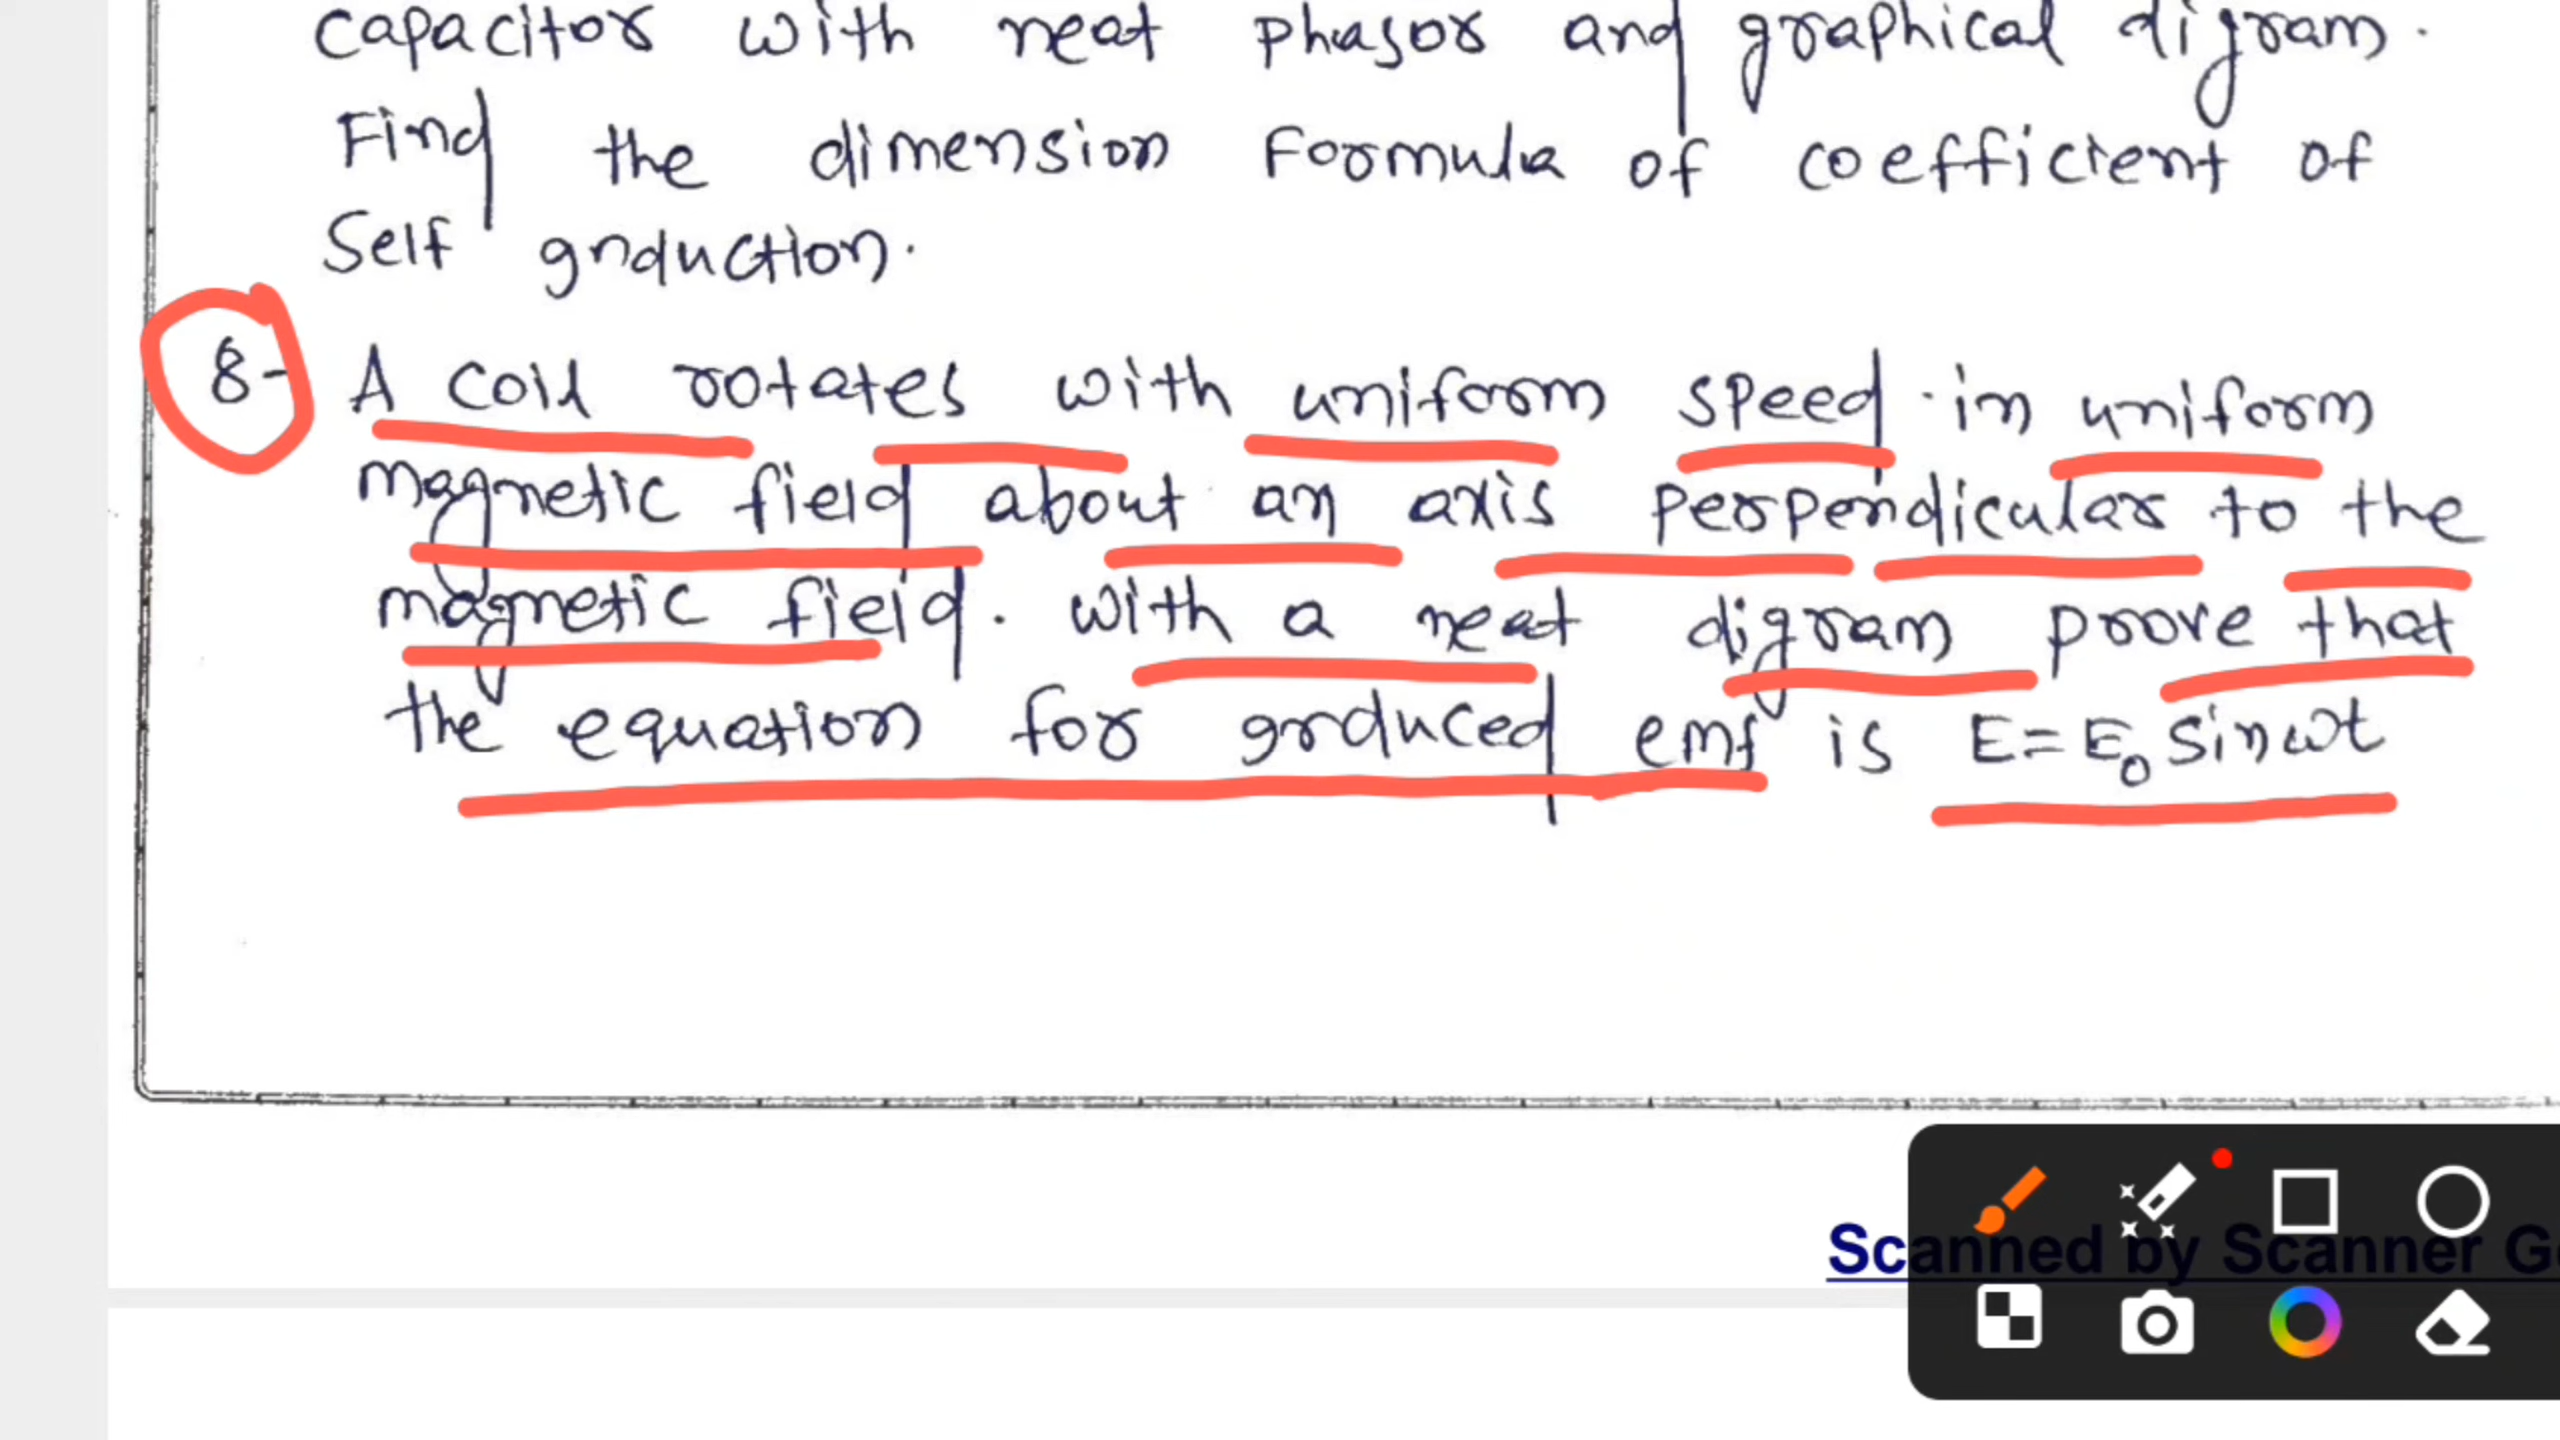 Capacitor with neat phasor and graphical digram.
Find the dimension Formula of coefficient of
Self Induction.
8- A coil rotates with uniform speed in uniform
magnetic field about an axis perpendicular to the
magnetic field. with a neat digram prove that
the equation for Induced emf is E=E₀ sinωt
Scanned by Scanner G